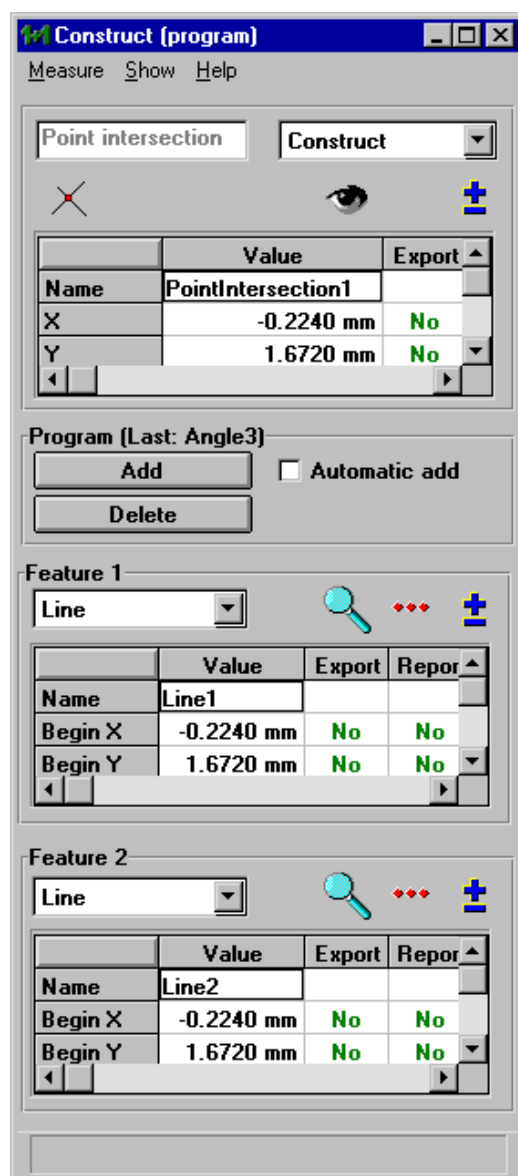 Construct (program)
Measure Show Help
Point intersection Construct
Value Export
Name PointIntersection1
X -0.2240 mm No
Y 1.6720 mm No
Program (Last: Angle3)
Add Automatic add
Delete
Feature 1
Line
Value Export Repor
Name Line1
Begin X -0.2240 mm No No
Begin Y 1.6720 mm No No
Feature 2
Line
Value Export Repor
Name Line2
Begin X -0.2240 mm No No
Begin Y 1.6720 mm No No